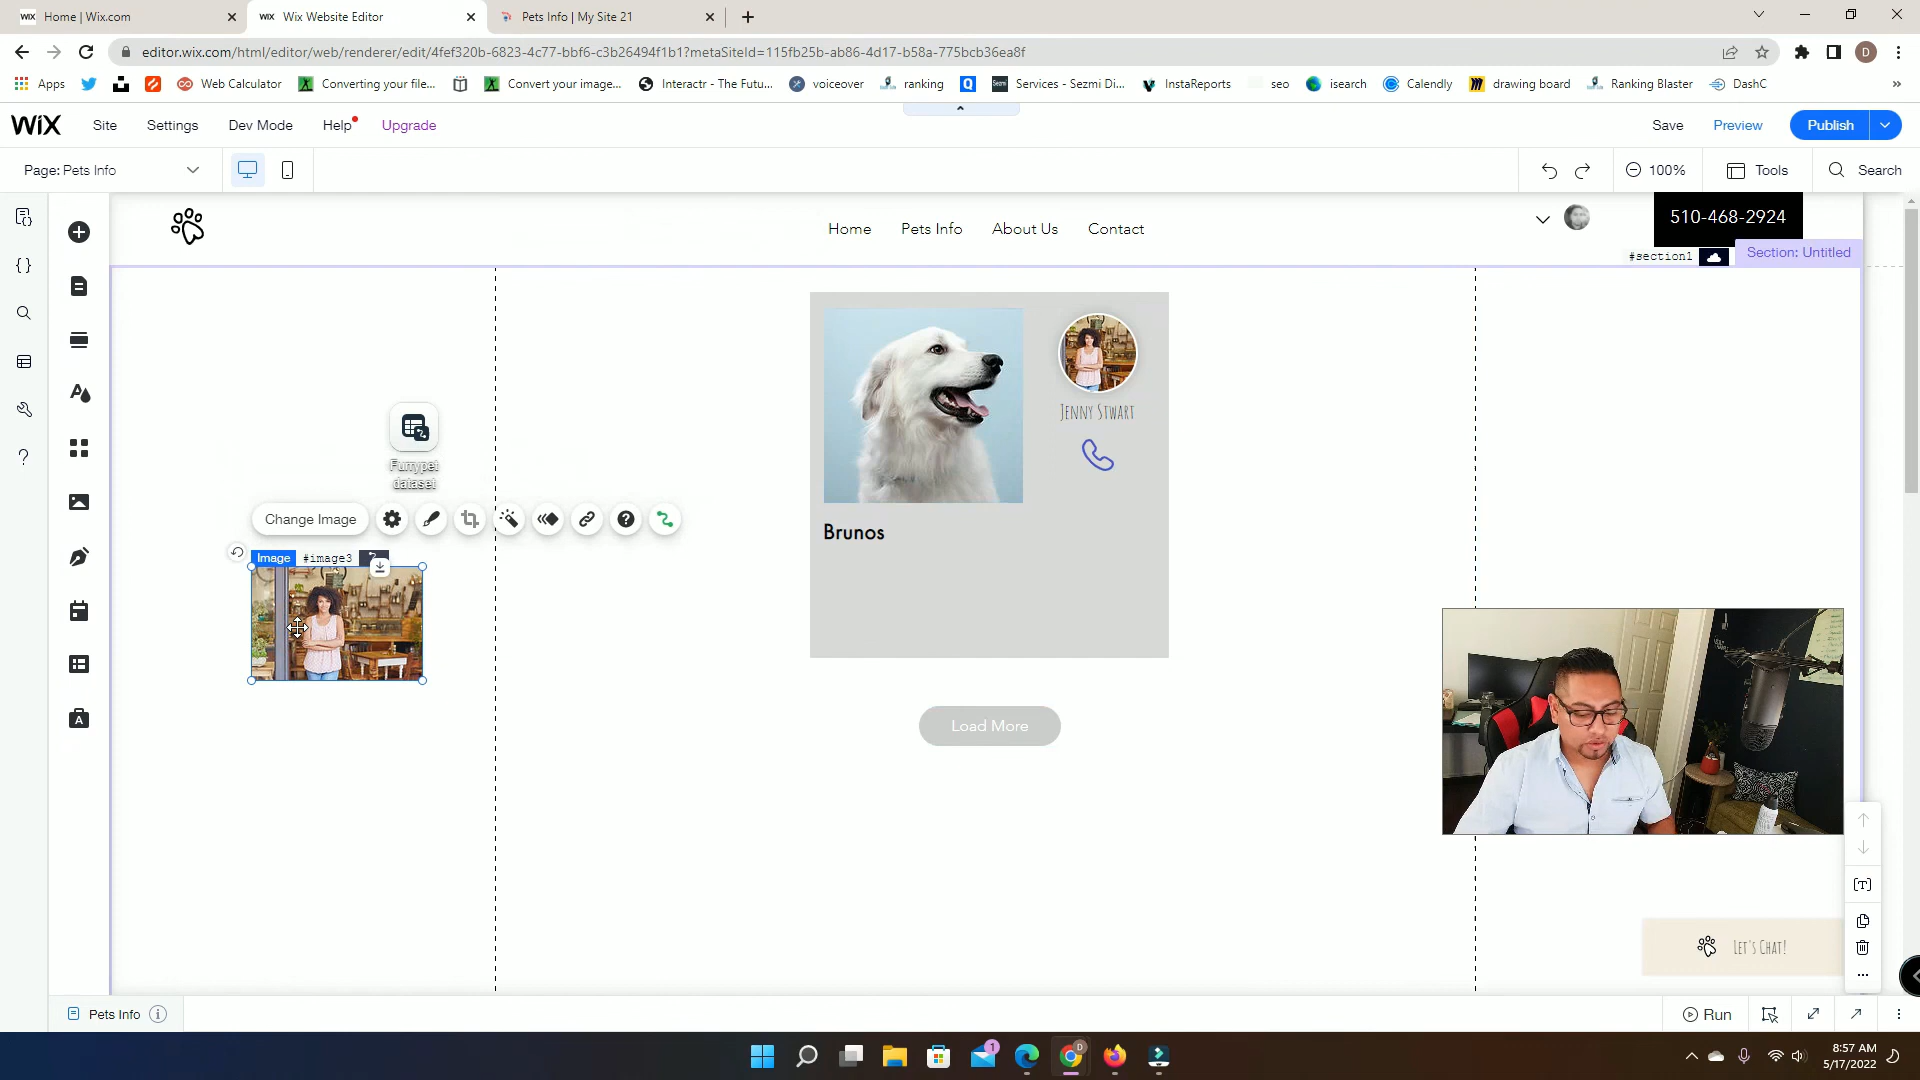 Home | Wix.com
WiX Wix Website Editor
Pets Info | My Site 21
editor.wix.com/html/editor/web/renderer/edit/4fef320b-6823-4c77-bbf6-c3b26494f1b1?metaSiteId=115fb25b-ab86-4d17-b58a-775bcb36ea8f
D
Apps
Web Calculator
Converting your file...
Convert your image...
Interactr - The Futu...
voiceover
ranking
Services - Sezmi Di...
InstaReports
seo
isearch
Calendly
drawing board
Ranking Blaster
DashC
WiX
Site
Settings
Dev Mode
Help
Upgrade
Save
Preview
Publish
Page: Pets Info
100%
Tools
Search
Home
Pets Info
About Us
Contact
510-468-2924
#section1
Section: Untitled
Jenny Stwart
Furrypet
dataset
Change Image
Image
#image3
Brunos
Load More
Let's Chat!
Pets Info
Run
1
D
8:57 AM
5/17/2022